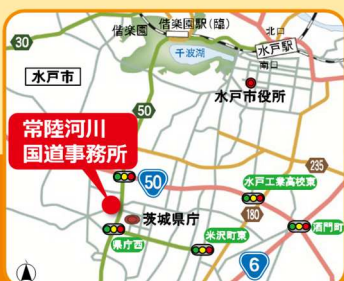 偕楽園駅(臨)
偕楽園
北口
水戸駅
南口
千波湖
30
水戸市
水戸市役所
50
常陸河川
国道事務所
235
水戸工業高校東
50
180
茨城県庁
酒門町
県庁西
米沢町東
6